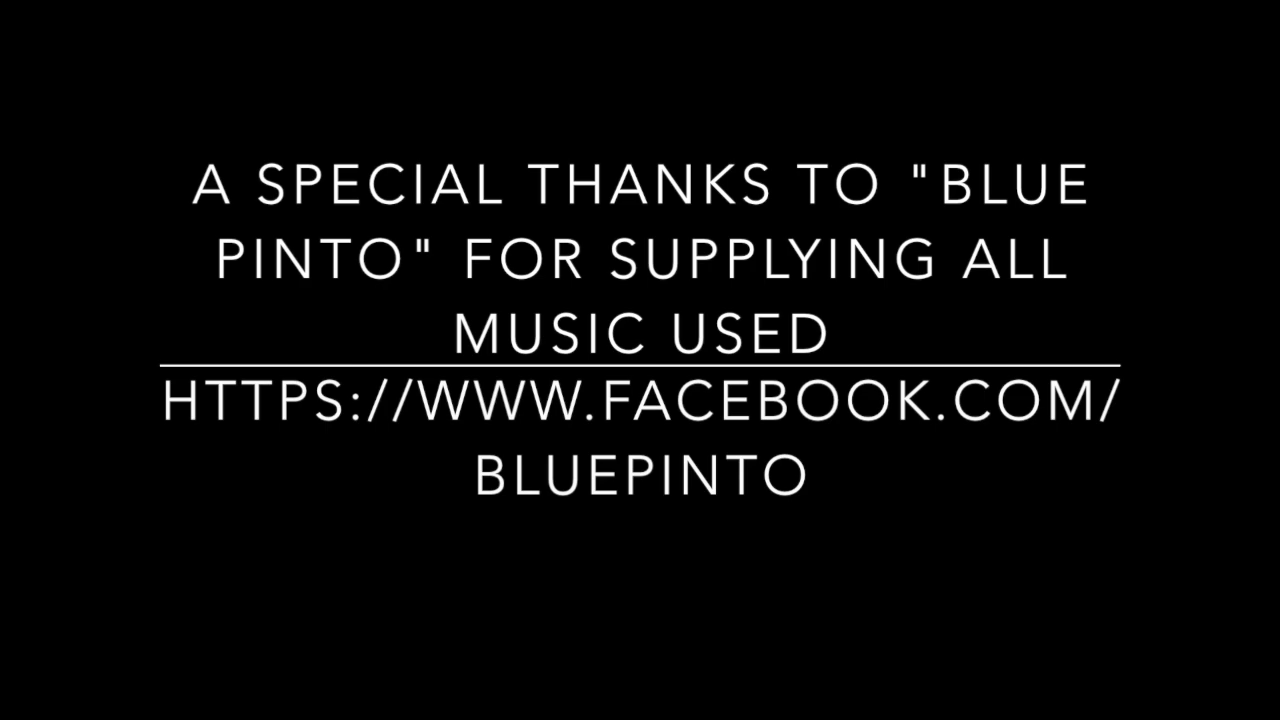 A SPECIAL THANKS TO "BLUE
PINTO" FOR SUPPLYING ALL
MUSIC USED
HTTPS://WWW.FACEBOOK.COM/
BLUEPINTO